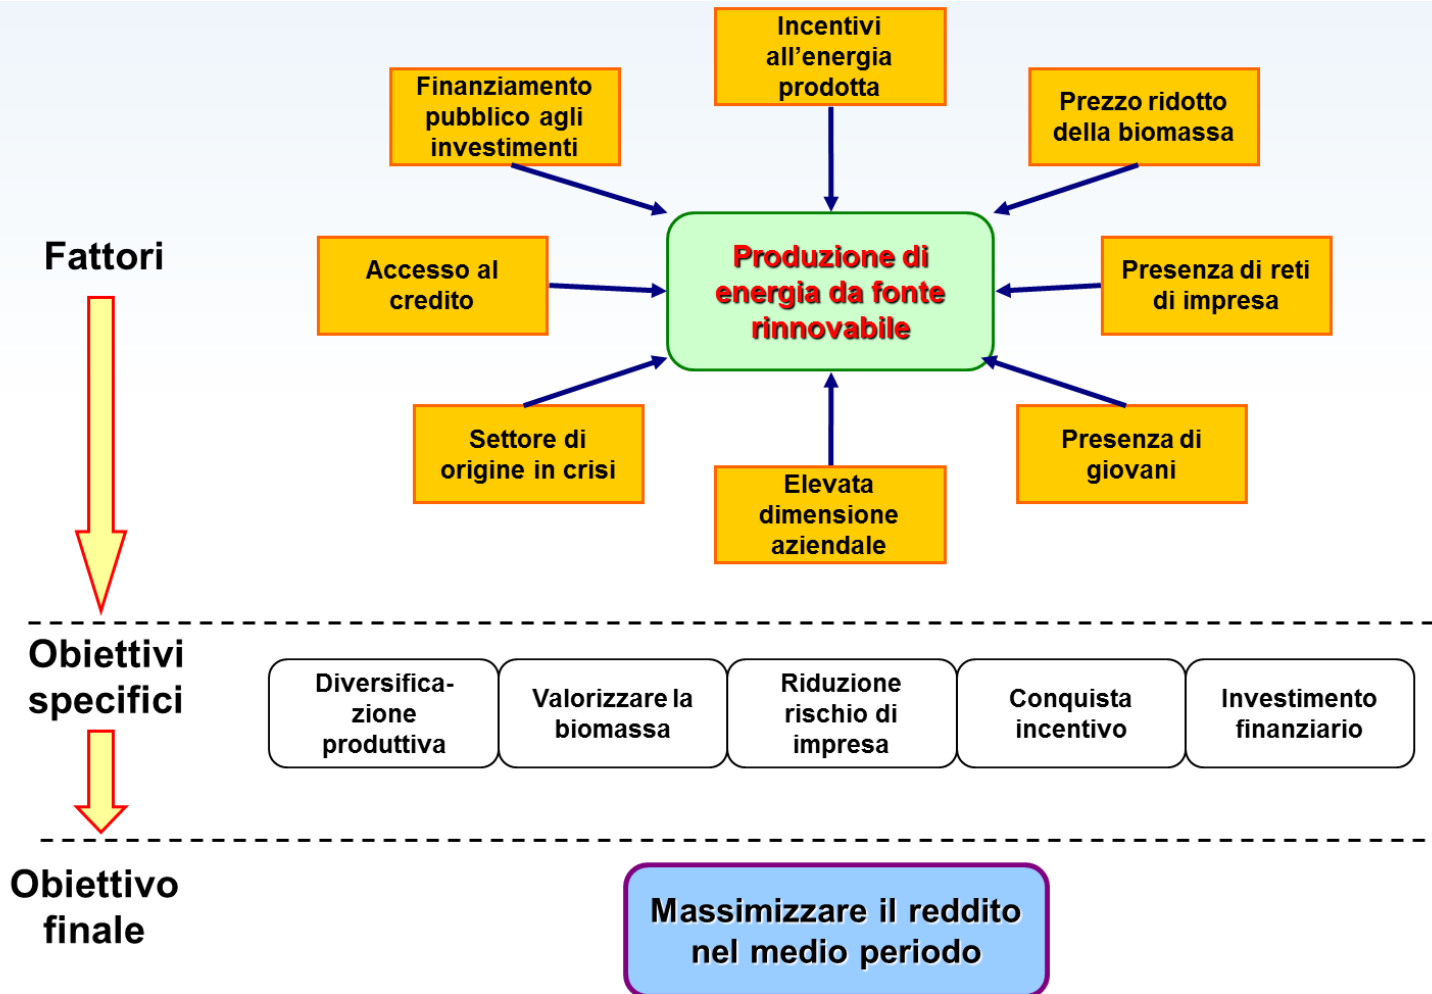 Incentivi
all’energia
prodotta
Finanziamento
pubblico agli
investimenti
Prezzo ridotto
della biomassa
Fattori
Accesso al
credito
Produzione di
energia da fonte
rinnovabile
Presenza di reti
di impresa
Settore di
origine in crisi
Elevata
dimensione
aziendale
Presenza di
giovani
Obiettivi
specifici
Diversifica-
zione
produttiva
Valorizzare la
biomassa
Riduzione
rischio di
impresa
Conquista
incentivo
Investimento
finanziario
Obiettivo
finale
Massimizzare il reddito
nel medio periodo